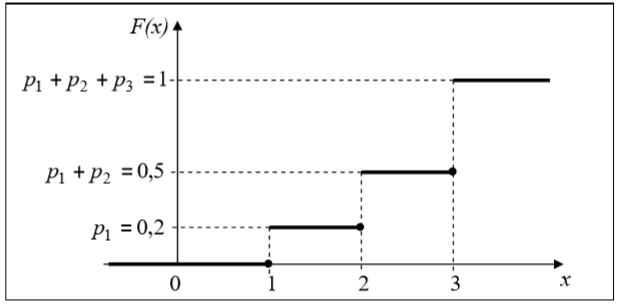 F(x)
p₁ + p₂ + p₃ = 1
p₁ + p₂ = 0,5
p₁ = 0,2
0 1 2 3 x